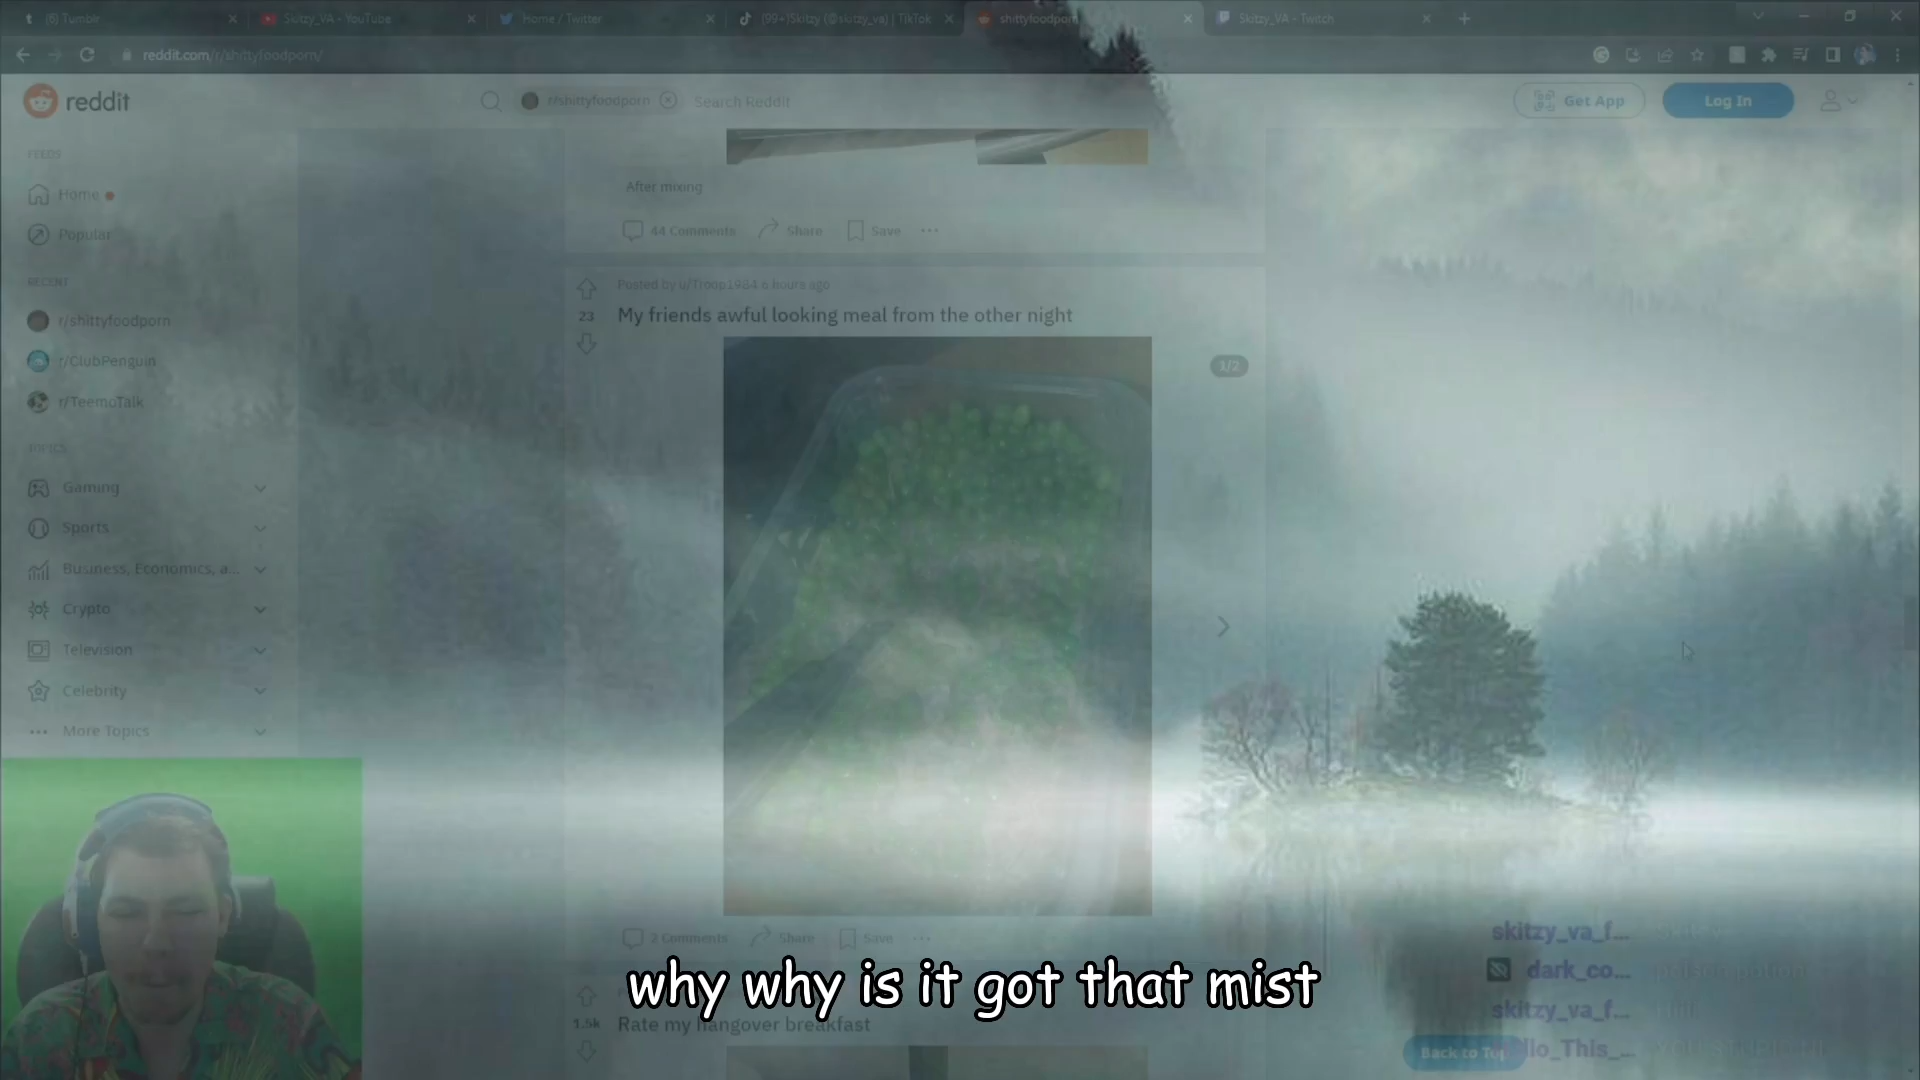 (6) Tumblr
Skitzy_VA - YouTube
Home / Twitter
(99+)Skitzy (@skitzy_va) | TikTok
shittyfoodporn
Skitzy_VA - Twitch
reddit.com/r/shittyfoodporn/
reddit
r/shittyfoodporn
Search Reddit
Get App
Log In
FEEDS
Home
Popular
RECENT
r/shittyfoodporn
r/ClubPenguin
r/TeemoTalk
TOPICS
Gaming
Sports
Business, Economics, a...
Crypto
Television
Celebrity
More Topics
After mixing
44 Comments
Share
Save
Posted by u/Troop1984 6 hours ago
23
My friends awful looking meal from the other night
1/2
2 Comments
Share
Save
why why is it got that mist
1.5k
Rate my hangover breakfast
skitzy_va_f...
dark_co...
poison potion
skitzy_va_f...
Back to Top